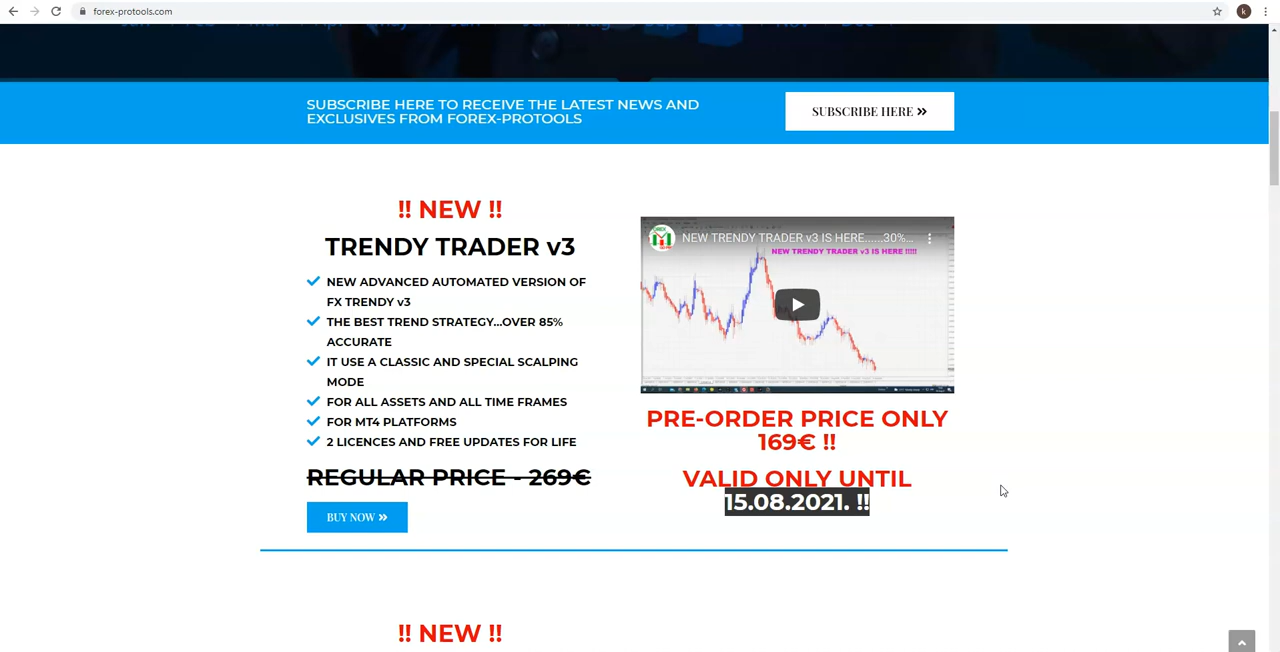 forex-protools.com
k
SUBSCRIBE HERE TO RECEIVE THE LATEST NEWS AND
EXCLUSIVES FROM FOREX-PROTOOLS
SUBSCRIBE HERE »
!! NEW !!
TRENDY TRADER v3
NEW ADVANCED AUTOMATED VERSION OF
FX TRENDY v3
THE BEST TREND STRATEGY...OVER 85%
ACCURATE
IT USE A CLASSIC AND SPECIAL SCALPING
MODE
FOR ALL ASSETS AND ALL TIME FRAMES
FOR MT4 PLATFORMS
2 LICENCES AND FREE UPDATES FOR LIFE
REGULAR PRICE - 269€
BUY NOW »
NEW TRENDY TRADER v3 IS HERE......30%...
NEW TRENDY TRADER v3 IS HERE !!!!!
PRE-ORDER PRICE ONLY
169€ !!
VALID ONLY UNTIL
15.08.2021. !!
!! NEW !!